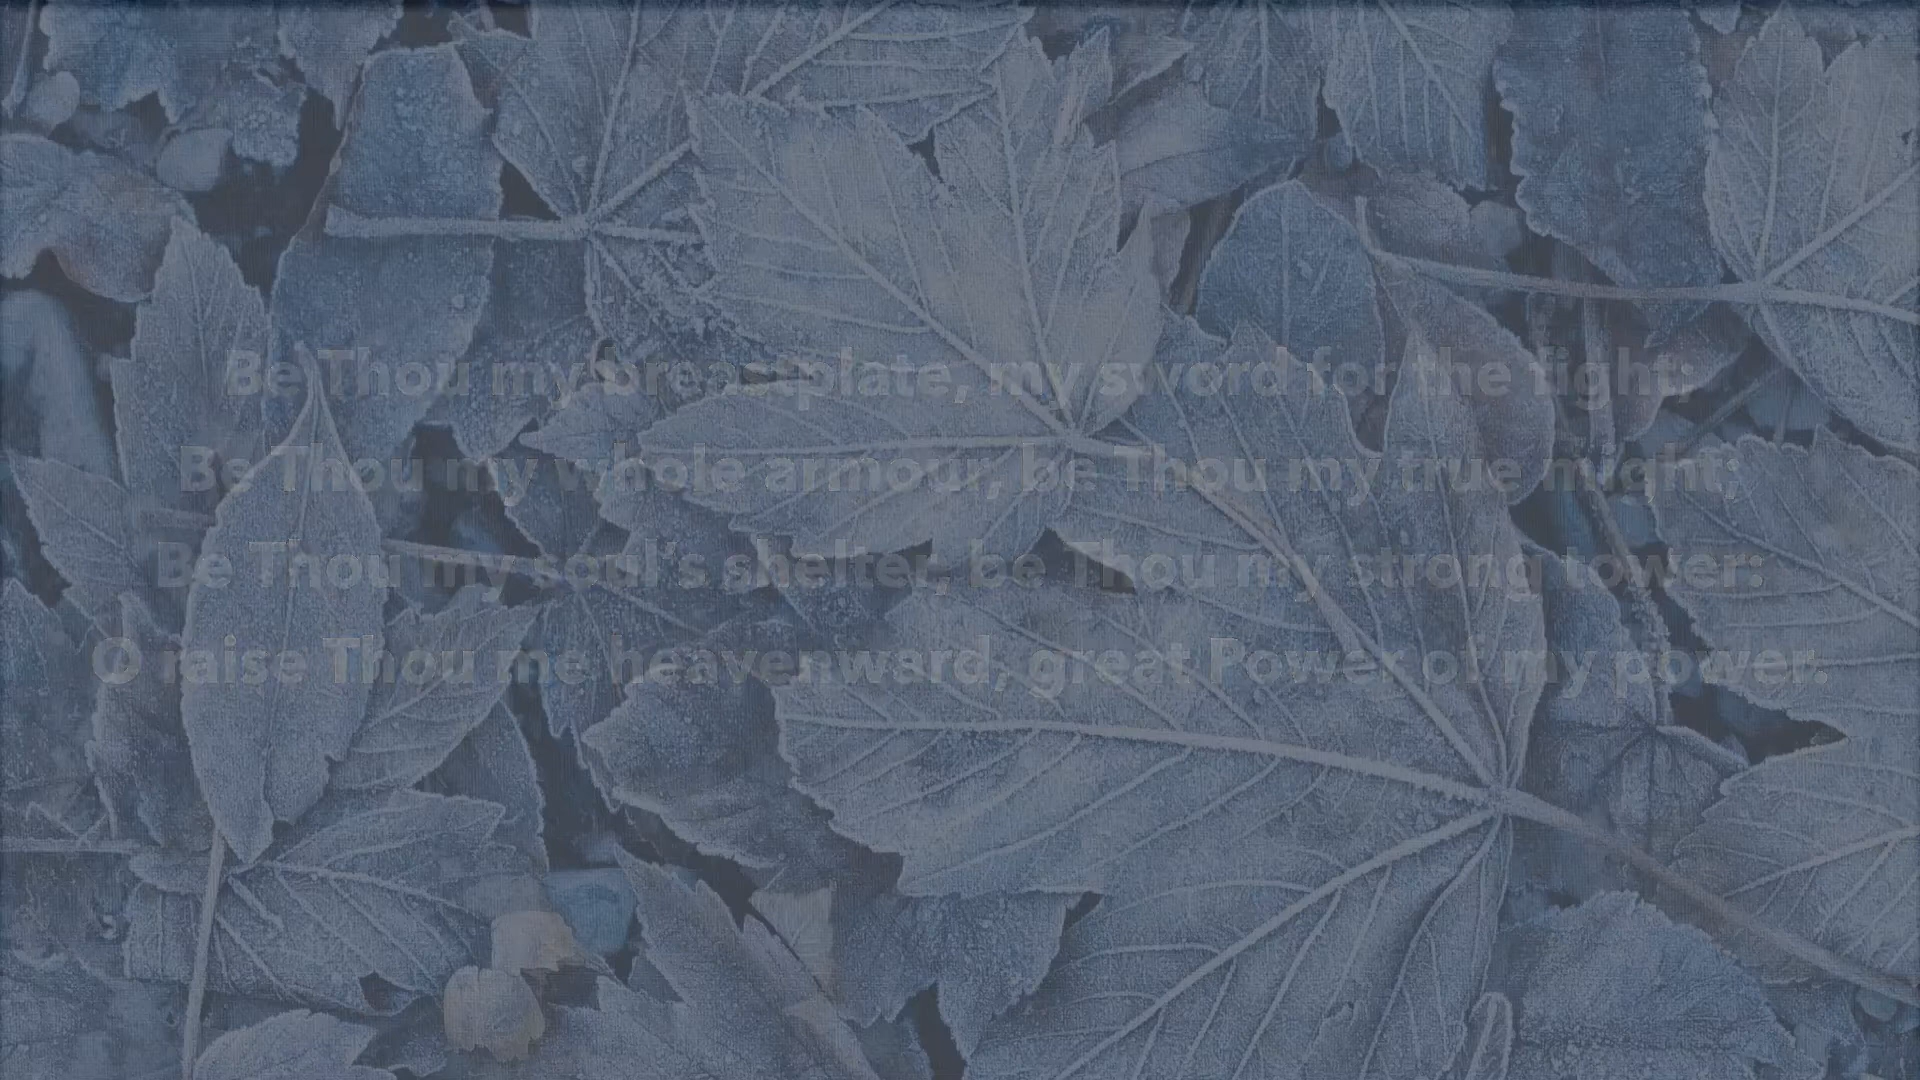 Be Thou my breastplate, my sword for the fight;
Be Thou my whole armour, be Thou my true might;
Be Thou my soul's shelter, be Thou my strong tower:
O raise Thou me heavenward, great Power of my power.